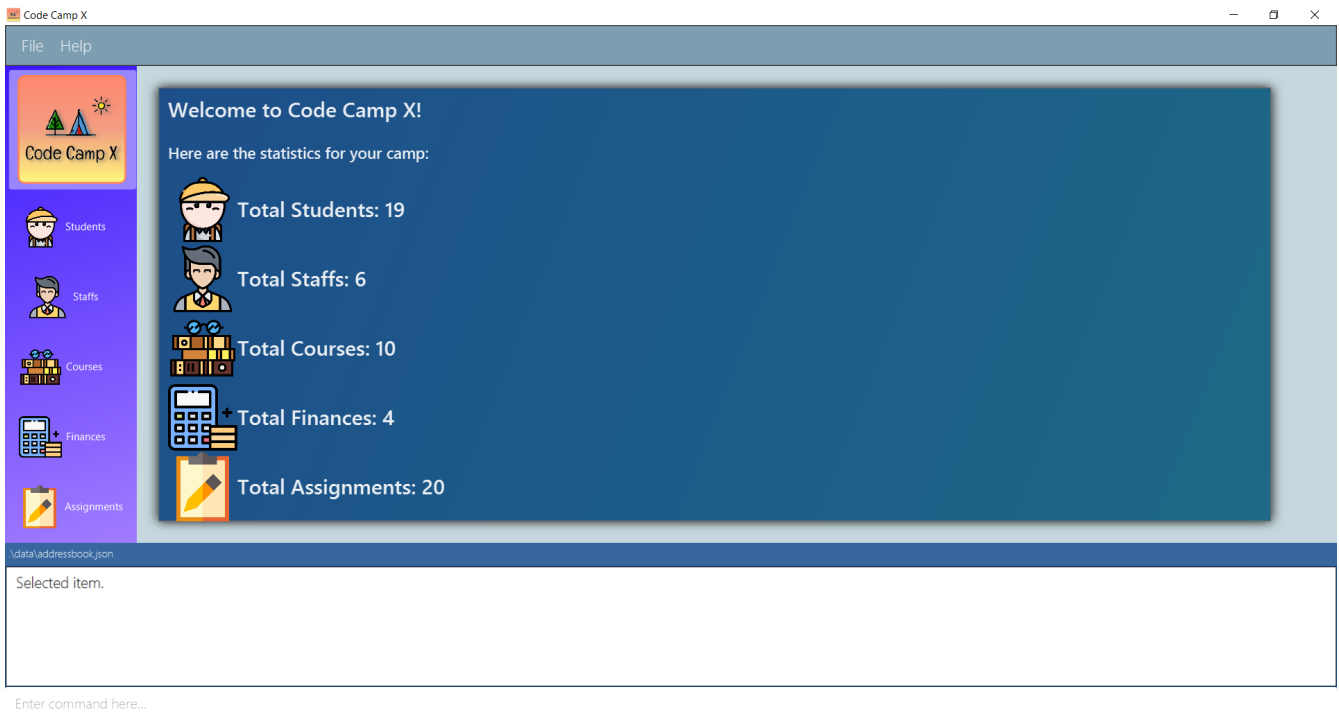 Code Camp X
File Help
Code Camp X
Students
Staffs
Courses
Finances
Assignments
Welcome to Code Camp X!
Here are the statistics for your camp:
Total Students: 19
Total Staffs: 6
Total Courses: 10
Total Finances: 4
Total Assignments: 20
.\data\addressbook.json
Selected item.
Enter command here...